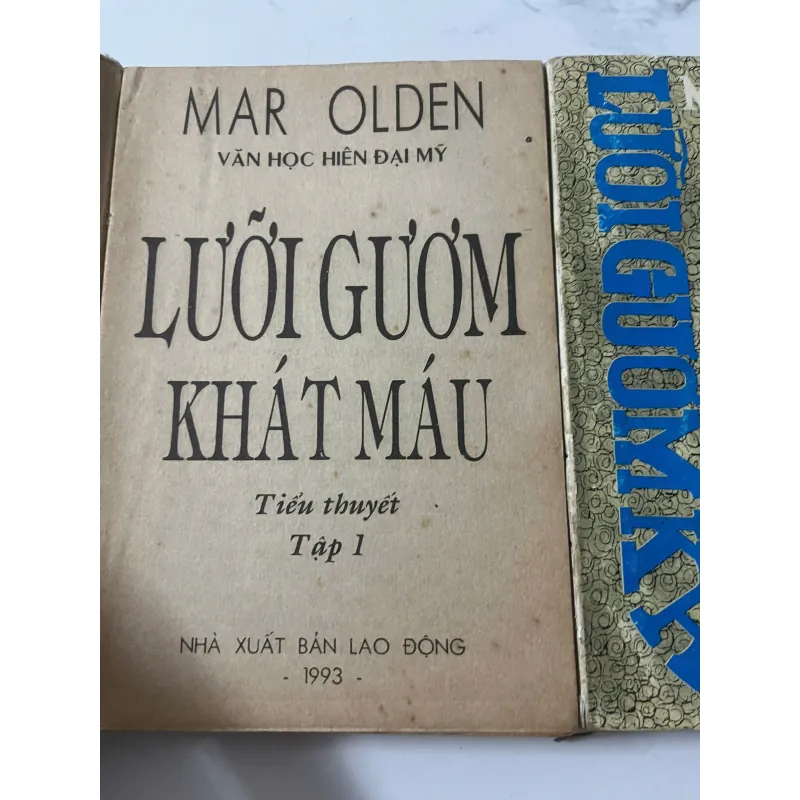 MAR OLDEN
VĂN HỌC HIÊN ĐẠI MỸ
LƯỠI GƯƠM
KHÁT MÁU
Tiểu thuyết
Tập 1
NHÀ XUẤT BẢN LAO ĐỘNG
- 1993 -
LƯỠI GƯƠM